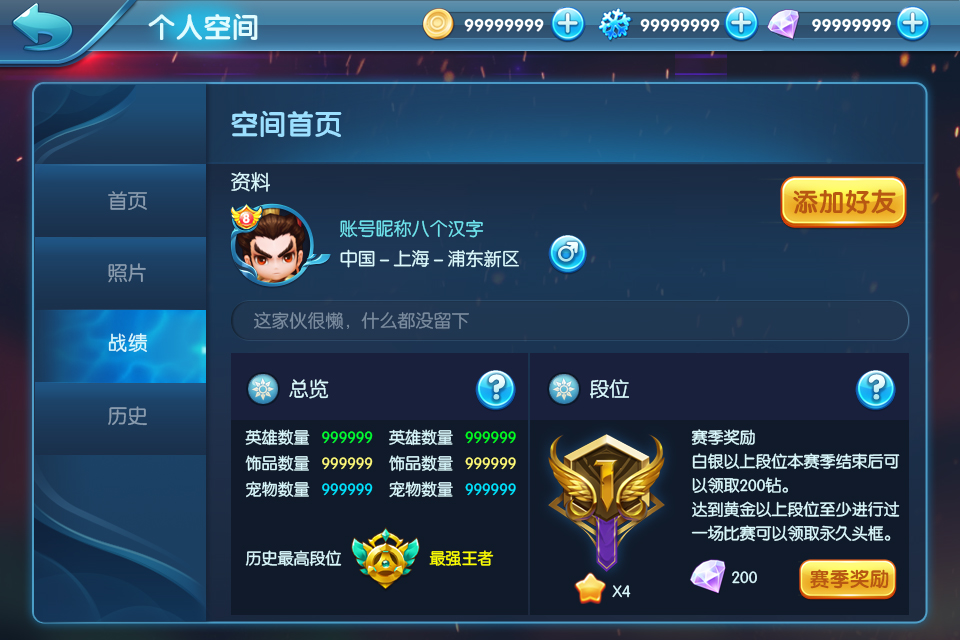 个人空间
99999999
99999999
99999999
空间首页
首页
照片
战绩
历史
资料
添加好友
8
账号昵称八个汉字
中国－上海－浦东新区
这家伙很懒，什么都没留下
总览
?
英雄数量 999999 英雄数量 999999
饰品数量 999999 饰品数量 999999
宠物数量 999999 宠物数量 999999
历史最高段位 最强王者
段位
?
赛季奖励
白银以上段位本赛季结束后可
以领取200钻。
达到黄金以上段位至少进行过
一场比赛可以领取永久头框。
I
X4
200
赛季奖励